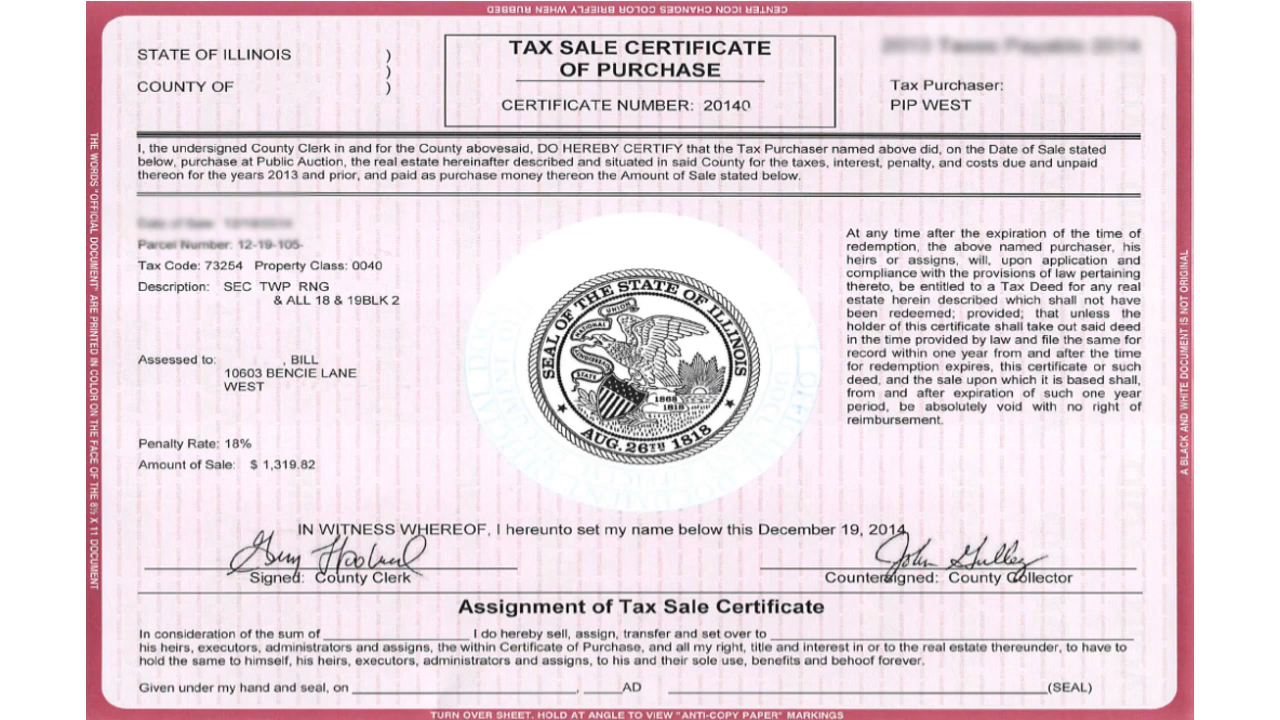 CENTER ICON CHANGES COLOR BRIEFLY WHEN RUBBED
STATE OF ILLINOIS )
)
COUNTY OF )
TAX SALE CERTIFICATE
OF PURCHASE
CERTIFICATE NUMBER: 20140
2013 Taxes Payable 2014
Tax Purchaser:
PIP WEST
I, the undersigned County Clerk in and for the County abovesaid, DO HEREBY CERTIFY that the Tax Purchaser named above did, on the Date of Sale stated
below, purchase at Public Auction, the real estate hereinafter described and situated in said County for the taxes, interest, penalty, and costs due and unpaid
thereon for the years 2013 and prior, and paid as purchase money thereon the Amount of Sale stated below.
Date of Sale:
Parcel Number: 12-19-105-
Tax Code: 73254 Property Class: 0040
Description: SEC TWP RNG
& ALL 18 & 19BLK 2
Assessed to: , BILL
10603 BENCIE LANE
WEST
Penalty Rate: 18%
Amount of Sale: $ 1,319.82
SEAL OF THE STATE OF ILLINOIS
NATIONAL UNION
STATE
1868
1818
AUG. 26TH 1818
At any time after the expiration of the time of
redemption, the above named purchaser, his
heirs or assigns, will, upon application and
compliance with the provisions of law pertaining
thereto, be entitled to a Tax Deed for any real
estate herein described which shall not have
been redeemed; provided; that unless the
holder of this certificate shall take out said deed
in the time provided by law and file the same for
record within one year from and after the time
for redemption expires, this certificate or such
deed, and the sale upon which it is based shall,
from and after expiration of such one year
period, be absolutely void with no right of
reimbursement.
IN WITNESS WHEREOF, I hereunto set my name below this December 19, 2014
Signed: County Clerk
John Gulley
Countersigned: County Collector
Assignment of Tax Sale Certificate
In consideration of the sum of I do hereby sell, assign, transfer and set over to
his heirs, executors, administrators and assigns, the within Certificate of Purchase, and all my right, title and interest in or to the real estate thereunder, to have to
hold the same to himself, his heirs, executors, administrators and assigns, to his and their sole use, benefits and behoof forever.
Given under my hand and seal, on , AD (SEAL)
THE WORDS "OFFICIAL DOCUMENT" ARE PRINTED IN COLOR ON THE FACE OF THE 8½ X 11 DOCUMENT
A BLACK AND WHITE DOCUMENT IS NOT ORIGINAL
TURN OVER SHEET. HOLD AT ANGLE TO VIEW "ANTI-COPY PAPER" MARKINGS